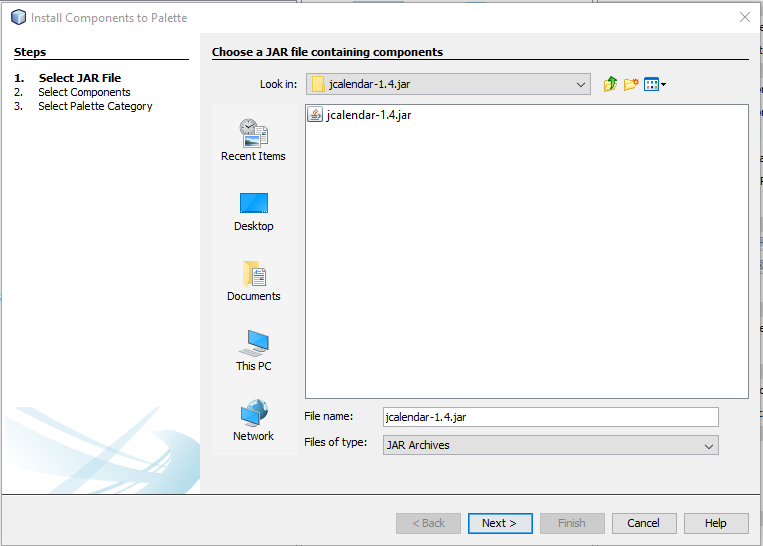 Install Components to Palette
Steps
1. Select JAR File
2. Select Components
3. Select Palette Category
Choose a JAR file containing components
Look in: jcalendar-1.4.jar
jcalendar-1.4.jar
Recent Items
Desktop
Documents
This PC
Network
File name: jcalendar-1.4.jar
Files of type: JAR Archives
< Back Next > Finish Cancel Help